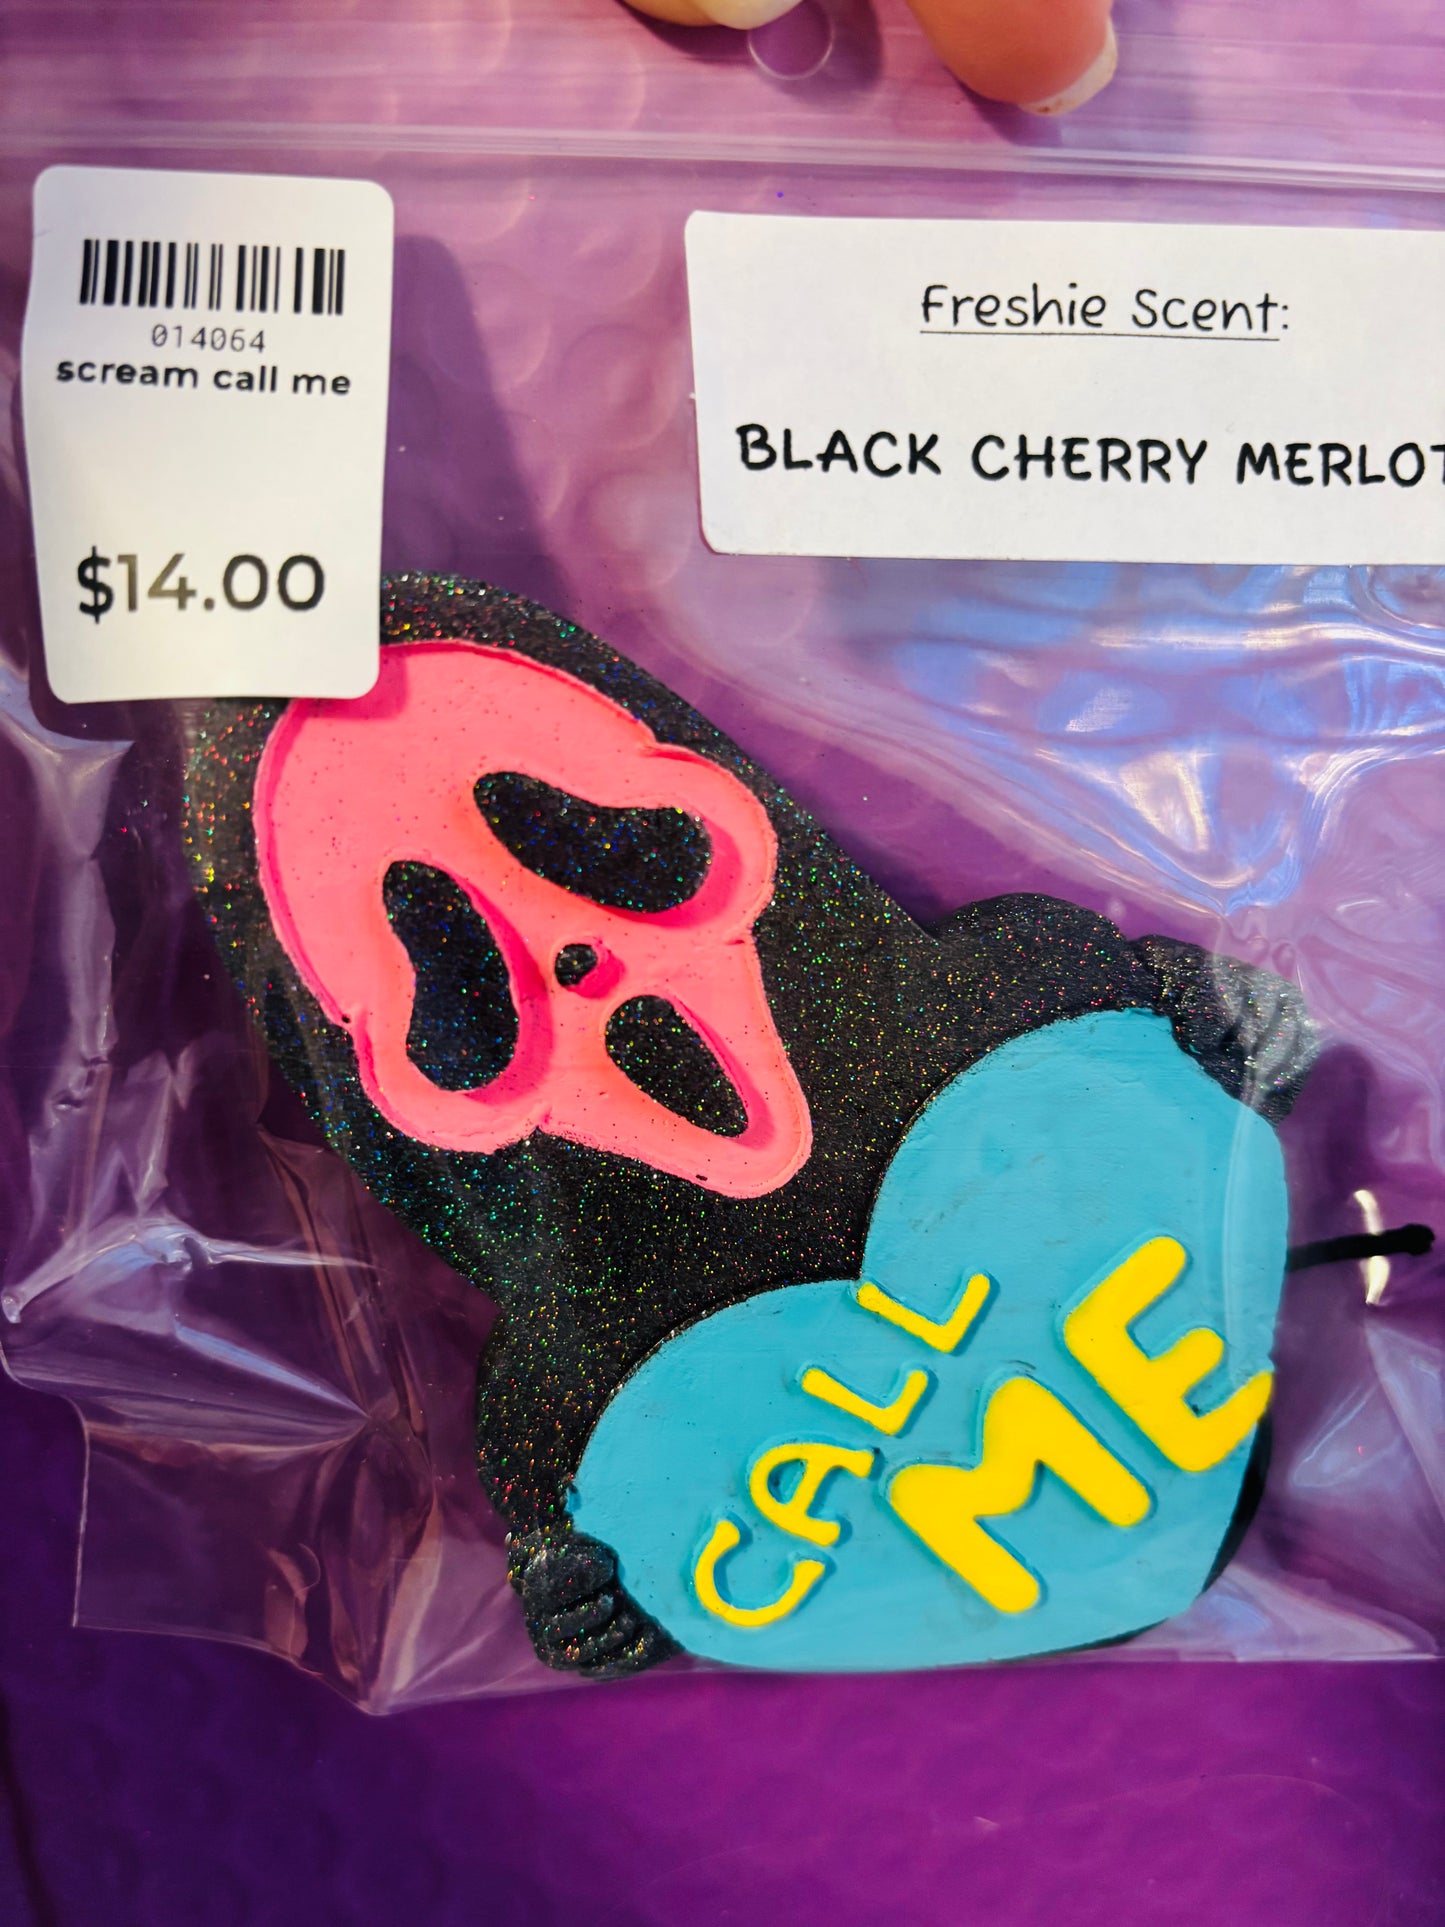 014064
scream call me
$14.00
Freshie Scent:
BLACK CHERRY MERLOT
CALL
ME